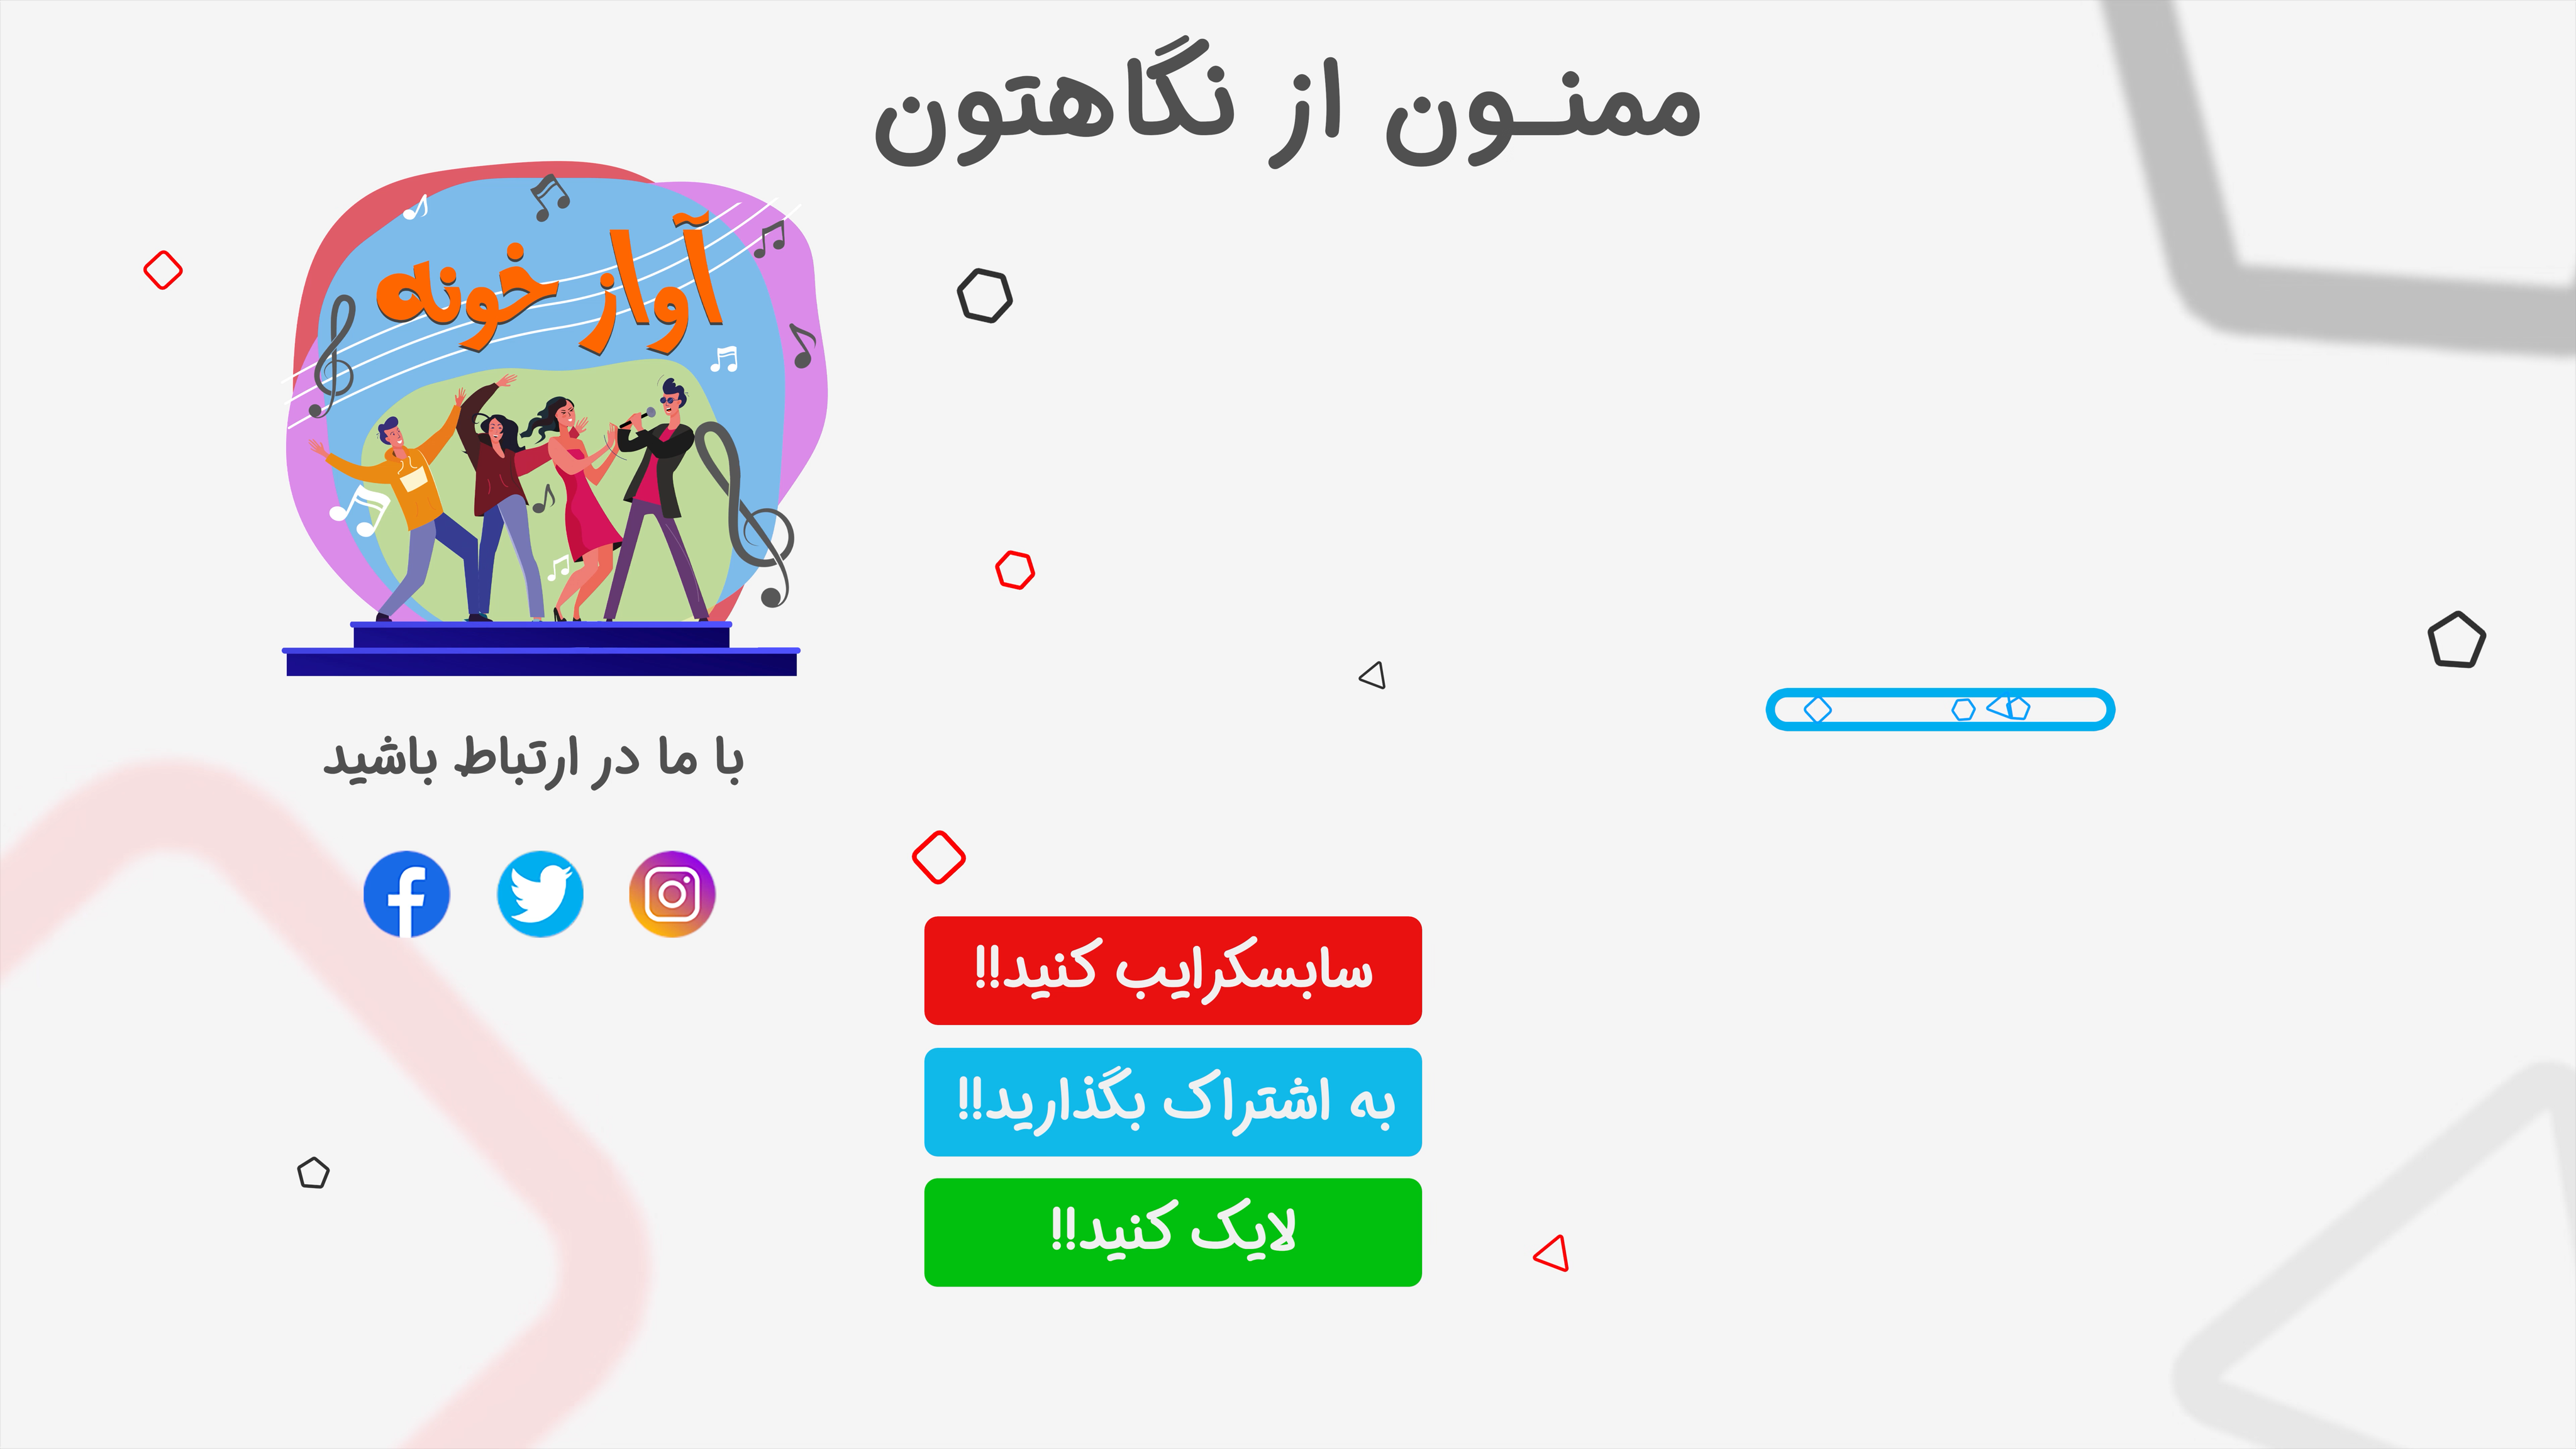 ممنـون از نگاهتون
آواز خونه
با ما در ارتباط باشید
سابسکرایب کنید!!
به اشتراک بگذارید!!
لایک کنید!!